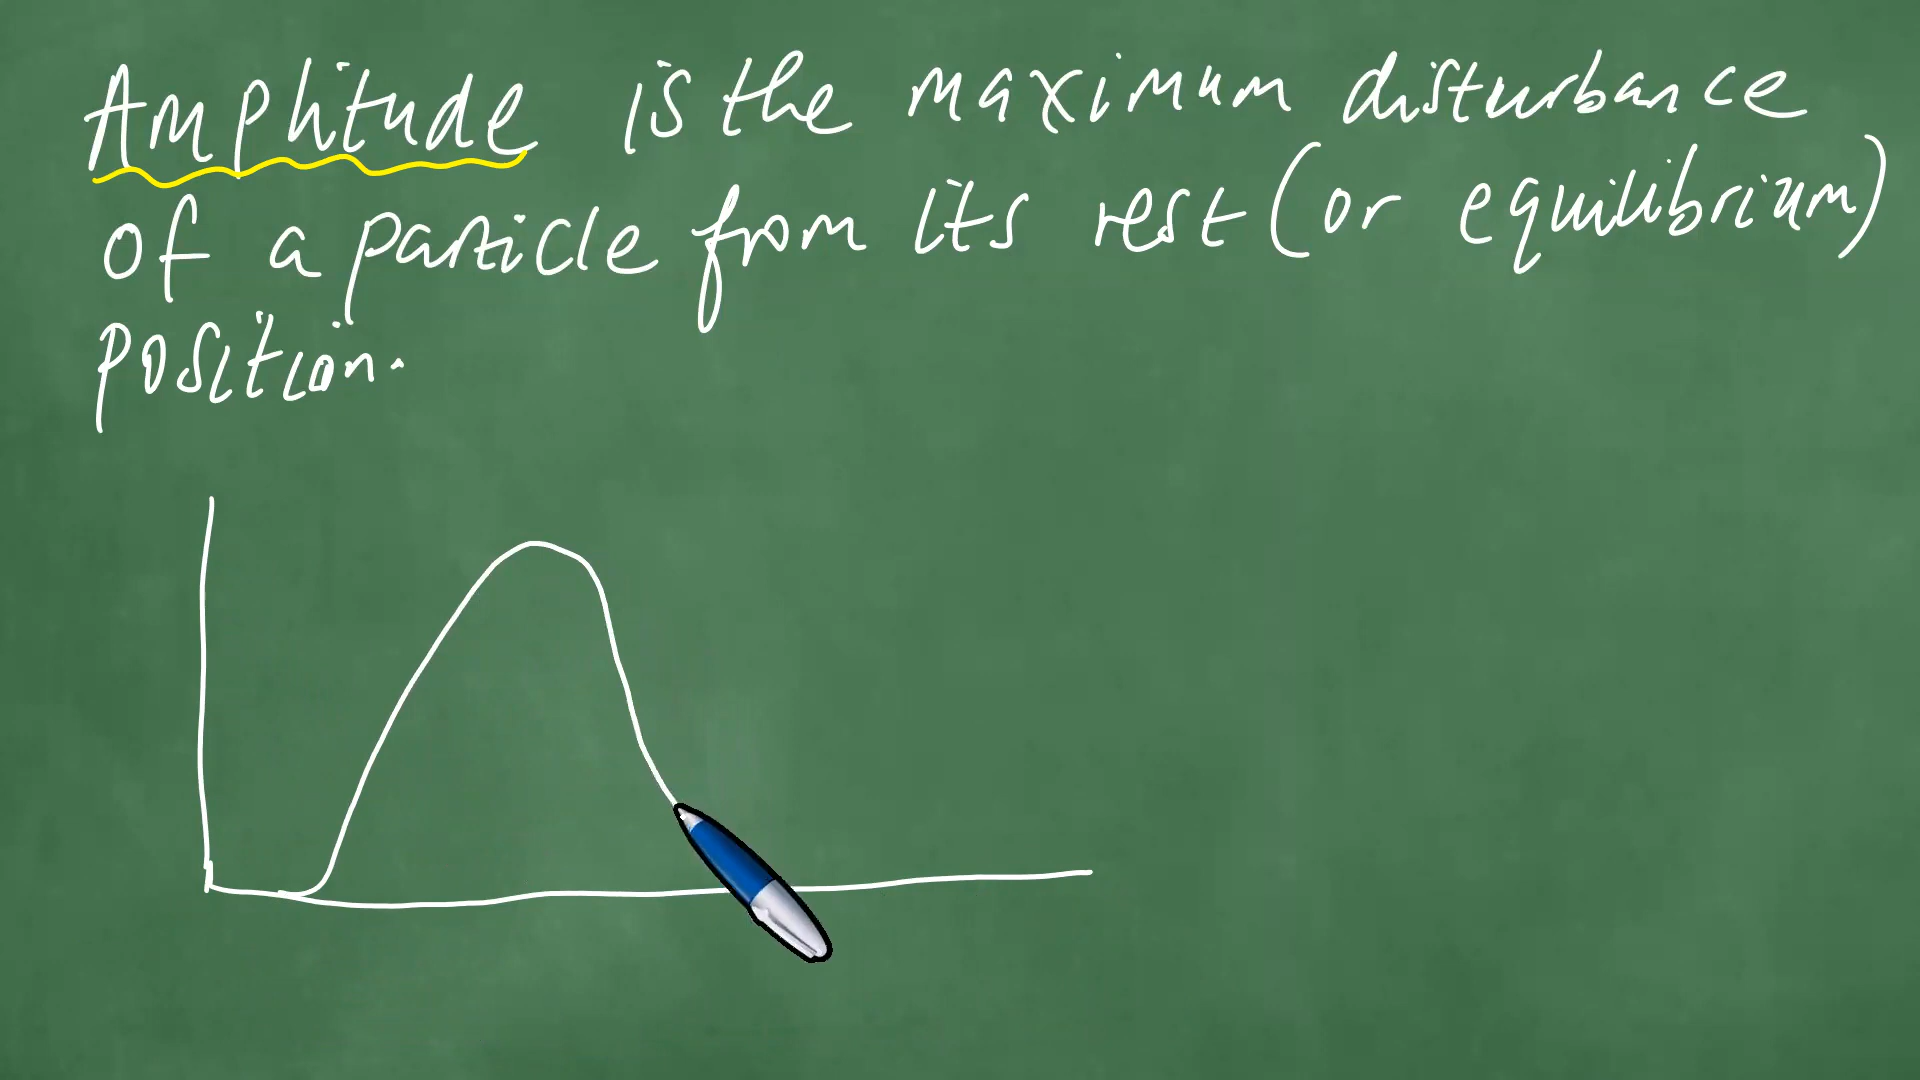 Amplitude is the maximum disturbance
of a particle from its rest (or equilibrium)
position.